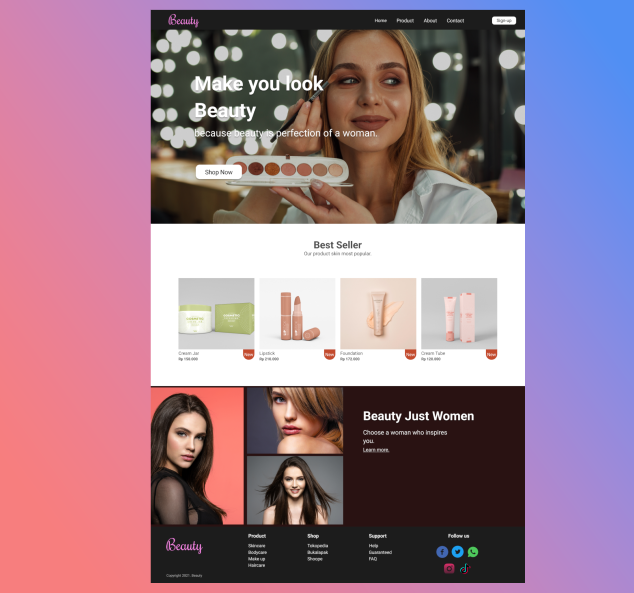 Beauty
Home Product About Contact Sign up
Make you look
Beauty
because beauty is perfection of a woman.
Shop Now
Best Seller
Our product skin most popular.
Cream Jar
Rp 150.000
New
Lipstick
Rp 216.000
New
Foundation
Rp 172.000
New
Cream Tube
Rp 120.000
New
Beauty Just Women
Choose a woman who inspires
you.
Learn more.
Beauty
Copyright 2021 . Beauty
Product
Skincare
Bodycare
Make up
Haircare
Shop
Tokopedia
Bukalapak
Shoope
Support
Help
Guaranteed
FAQ
Follow us